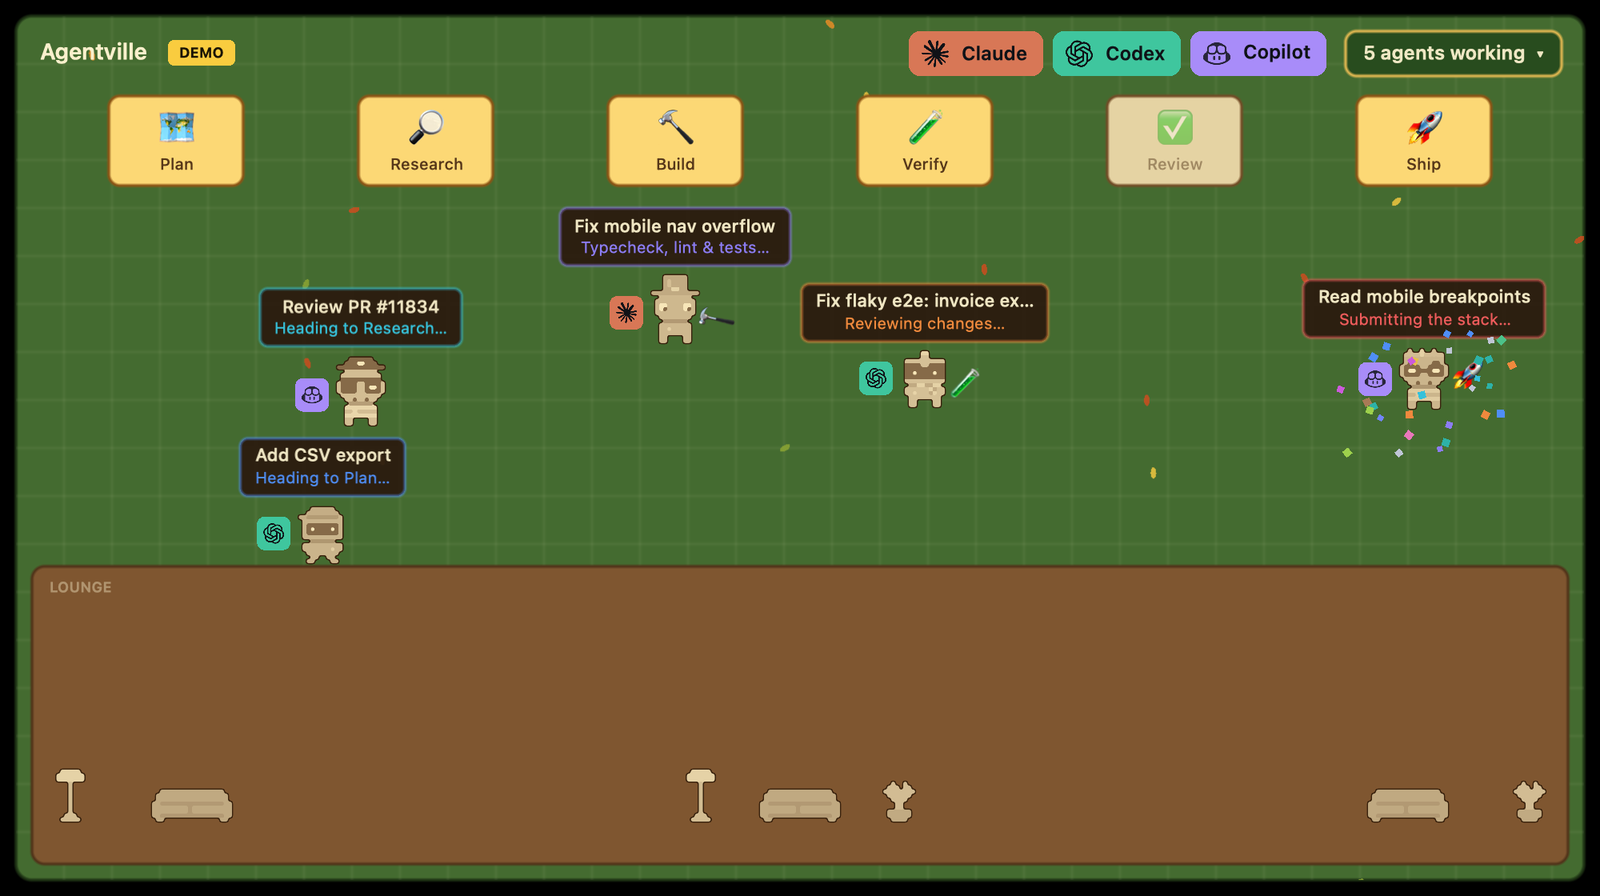 Agentville
DEMO
Claude
Codex
Copilot
5 agents working ▾
Plan
Research
Build
Verify
Review
Ship
Fix mobile nav overflow
Typecheck, lint & tests...
Review PR #11834
Heading to Research...
Fix flaky e2e: invoice ex...
Reviewing changes...
Read mobile breakpoints
Submitting the stack...
Add CSV export
Heading to Plan...
LOUNGE